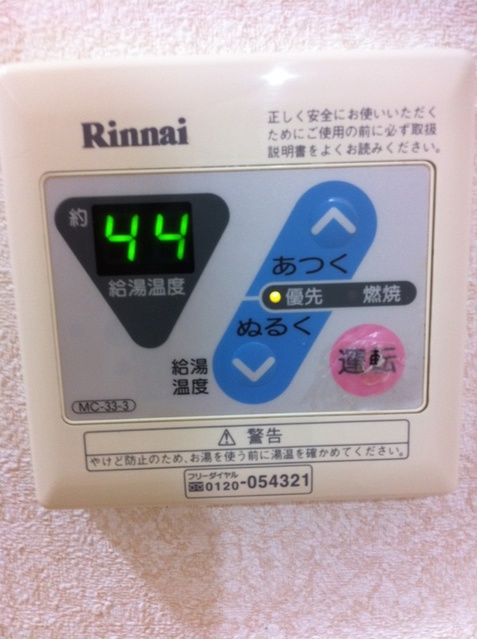 Rinnai
正しく安全にお使いいただく
ためにご使用の前に必ず取扱
説明書をよくお読みください。
約
44
給湯温度
あつく
優先
燃焼
ぬるく
給湯
温度
運転
MC-33-3
警告
やけど防止のため、お湯を使う前に湯温を確かめてください。
フリーダイヤル
0120-054321